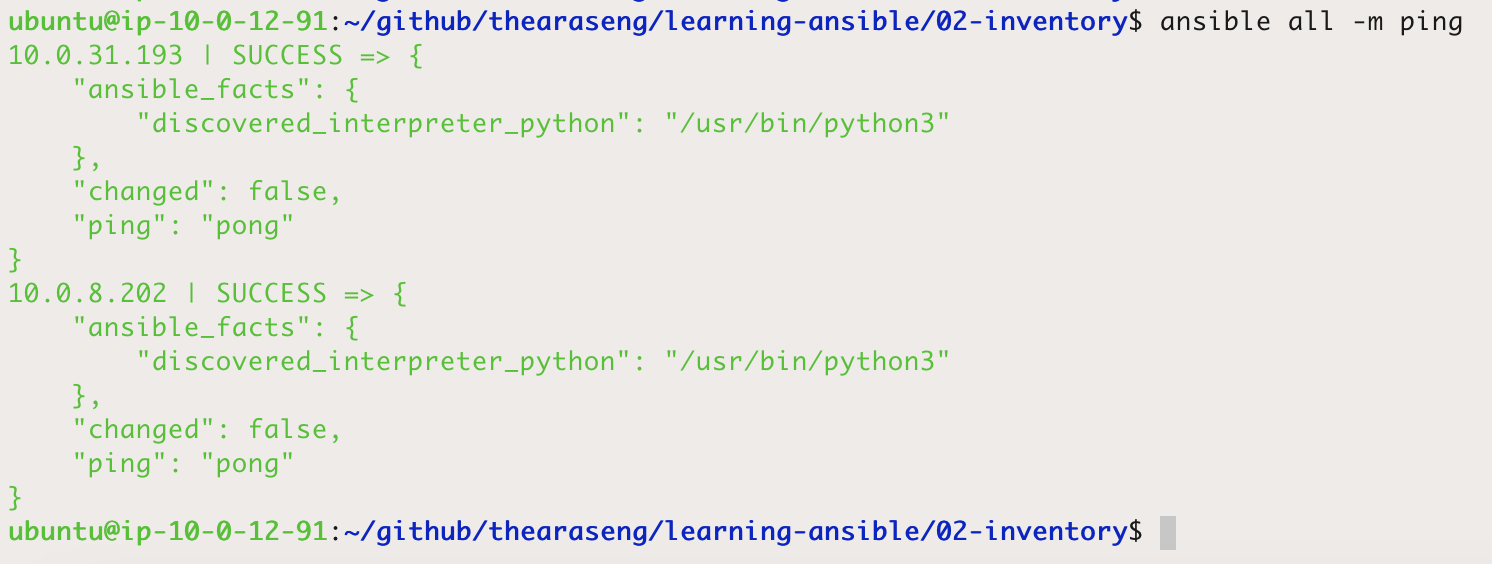 ubuntu@ip-10-0-12-91:~/github/thearaseng/learning-ansible/02-inventory$ ansible all -m ping
10.0.31.193 | SUCCESS => {
    "ansible_facts": {
        "discovered_interpreter_python": "/usr/bin/python3"
    },
    "changed": false,
    "ping": "pong"
}
10.0.8.202 | SUCCESS => {
    "ansible_facts": {
        "discovered_interpreter_python": "/usr/bin/python3"
    },
    "changed": false,
    "ping": "pong"
}
ubuntu@ip-10-0-12-91:~/github/thearaseng/learning-ansible/02-inventory$